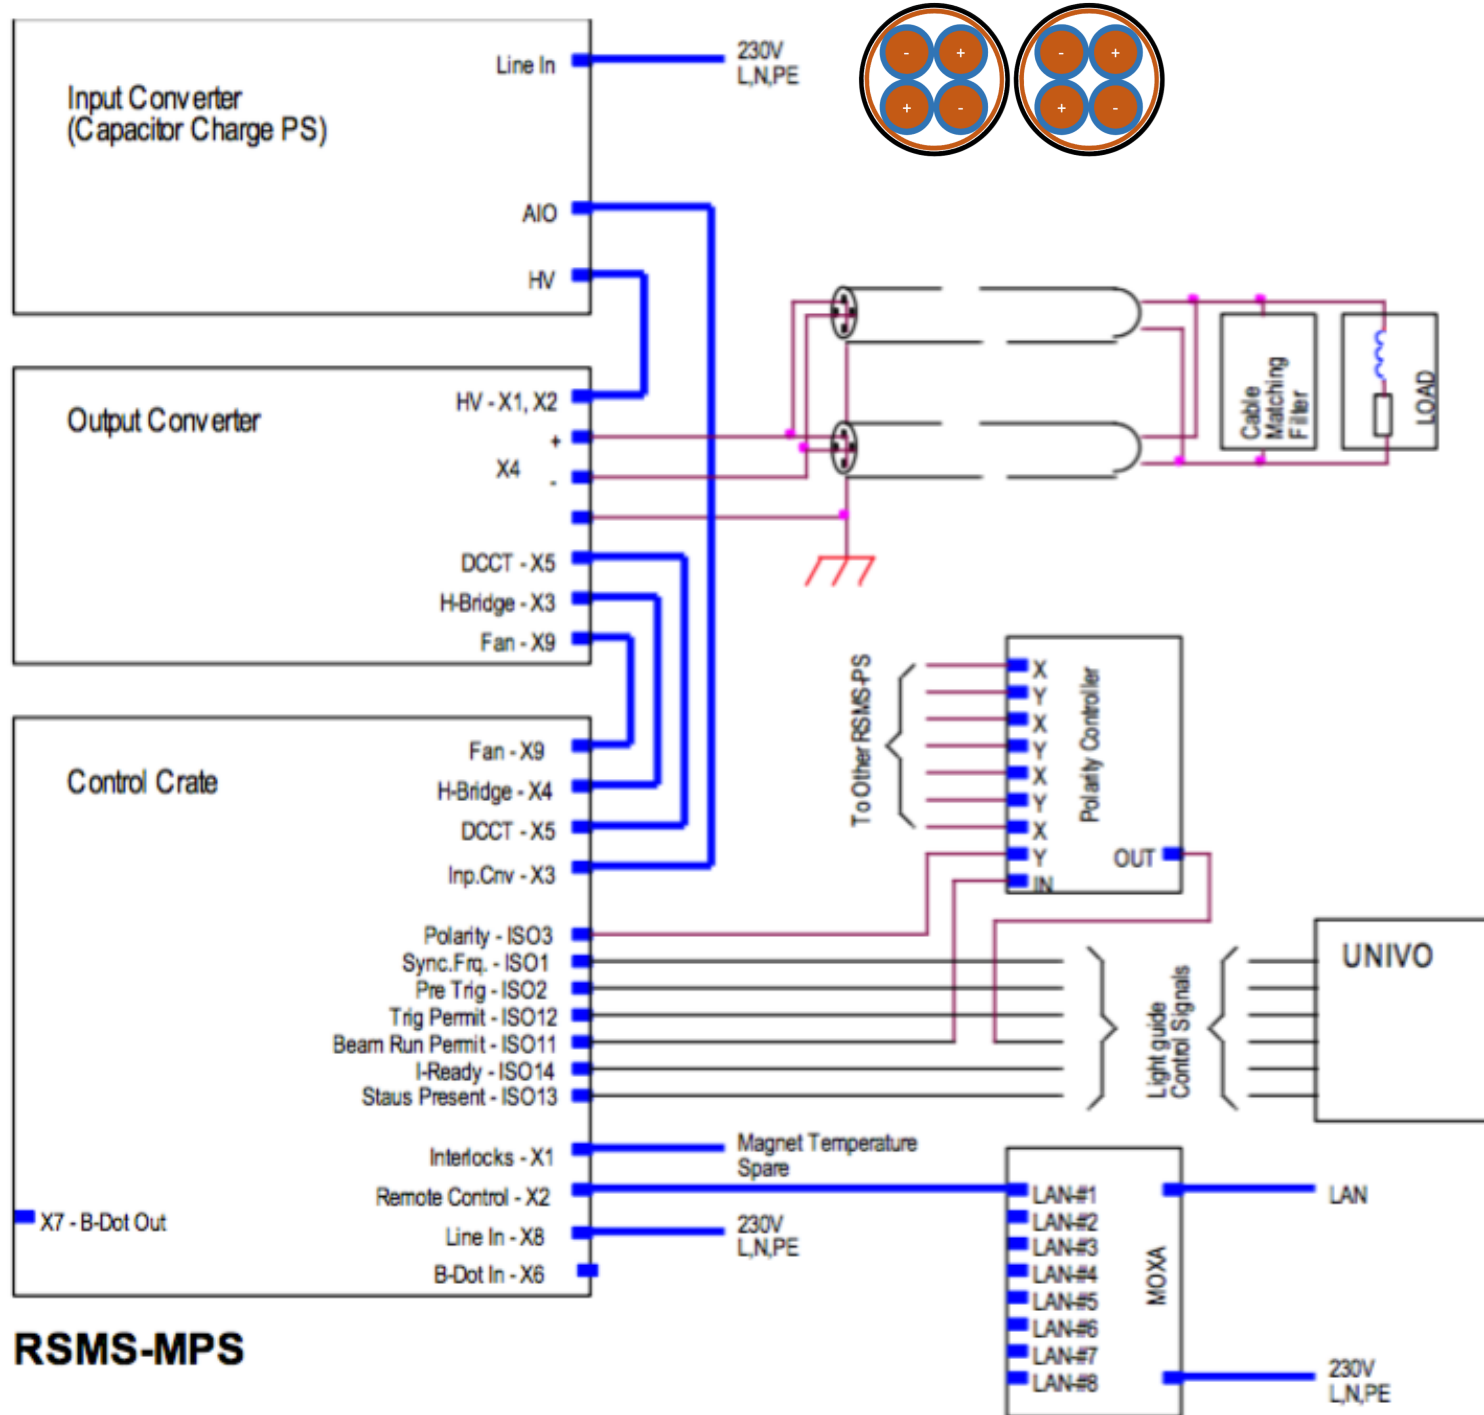 Input Converter
(Capacitor Charge PS)
Line In
230V
L,N,PE
AIO
HV
- +
+ -
- +
+ -
Output Converter
HV - X1, X2
+
X4
-
DCCT - X5
H-Bridge - X3
Fan - X9
Cable
Matching
Filter
LOAD
Control Crate
Fan - X9
H-Bridge - X4
DCCT - X5
Inp.Cnv - X3
Polarity - ISO3
Sync.Frq. - ISO1
Pre Trig - ISO2
Trig Permit - ISO12
Beam Run Permit - ISO11
I-Ready - ISO14
Staus Present - ISO13
Interlocks - X1
Magnet Temperature
Spare
Remote Control - X2
X7 - B-Dot Out
Line In - X8
230V
L,N,PE
B-Dot In - X6
To Other RSMS-PS
X
Y
X
Y
X
Y
X
Y
IN
Polarity Controller
OUT
Light guide
Control Signals
UNIVO
LAN-#1
LAN-#2
LAN-#3
LAN-#4
LAN-#5
LAN-#6
LAN-#7
LAN-#8
MOXA
LAN
230V
L,N,PE
RSMS-MPS